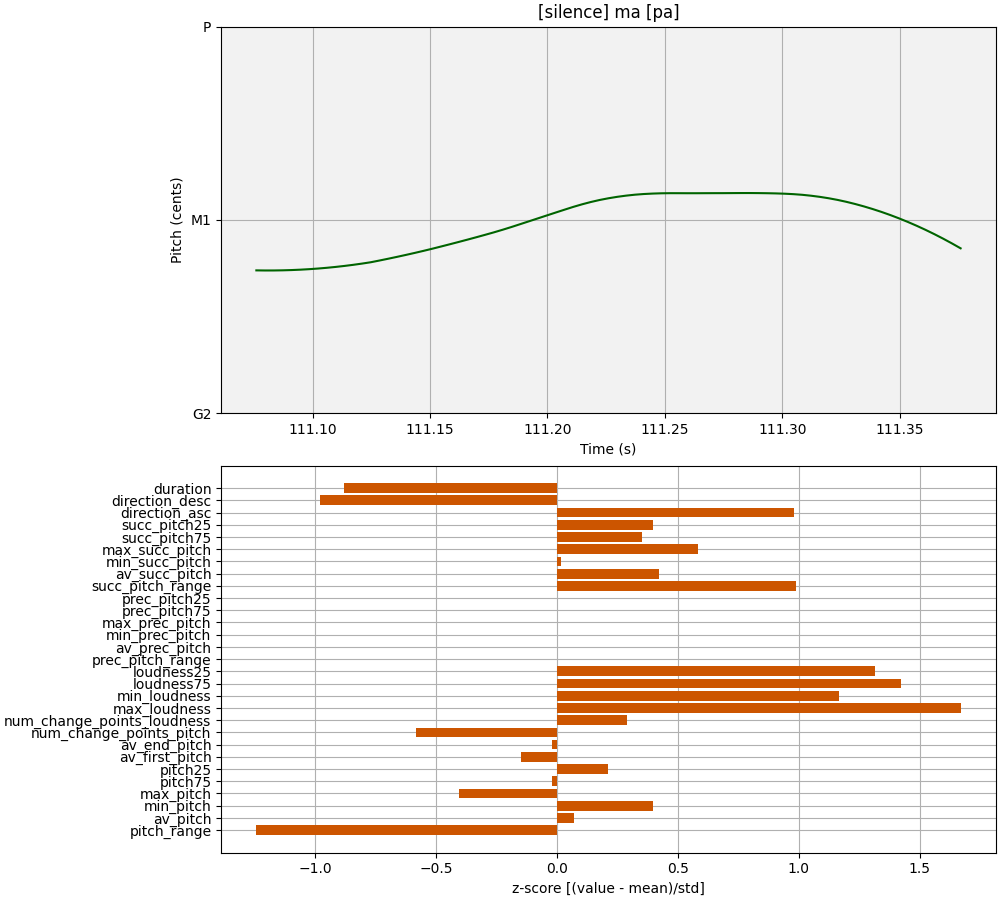 [silence] ma [pa]
P
M1
G2
Pitch (cents)
111.10 111.15 111.20 111.25 111.30 111.35
Time (s)
duration
direction_desc
direction_asc
succ_pitch25
succ_pitch75
max_succ_pitch
min_succ_pitch
av_succ_pitch
succ_pitch_range
prec_pitch25
prec_pitch75
max_prec_pitch
min_prec_pitch
av_prec_pitch
prec_pitch_range
loudness25
loudness75
min_loudness
max_loudness
num_change_points_loudness
num_change_points_pitch
av_end_pitch
av_first_pitch
pitch25
pitch75
max_pitch
min_pitch
av_pitch
pitch_range
−1.0 −0.5 0.0 0.5 1.0 1.5
z-score [(value - mean)/std]